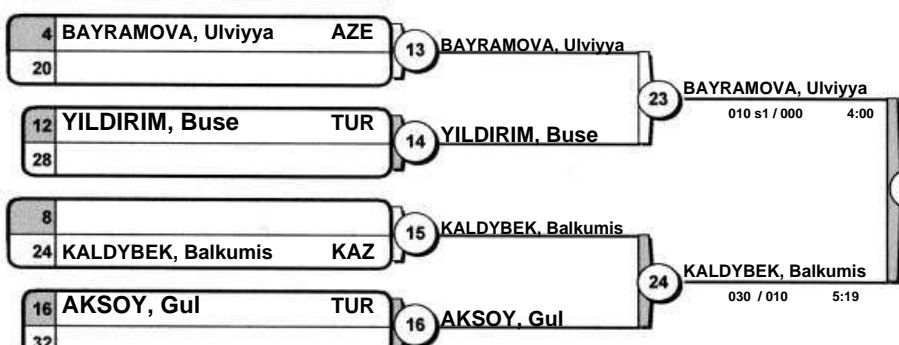 4 BAYRAMOVA, Ulviyya AZE
20
13 BAYRAMOVA, Ulviyya
23 BAYRAMOVA, Ulviyya
010 s1 / 000 4:00
12 YILDIRIM, Buse TUR
28
14 YILDIRIM, Buse
8
24 KALDYBEK, Balkumis KAZ
15 KALDYBEK, Balkumis
24 KALDYBEK, Balkumis
030 / 010 5:19
16 AKSOY, Gul TUR
32
16 AKSOY, Gul